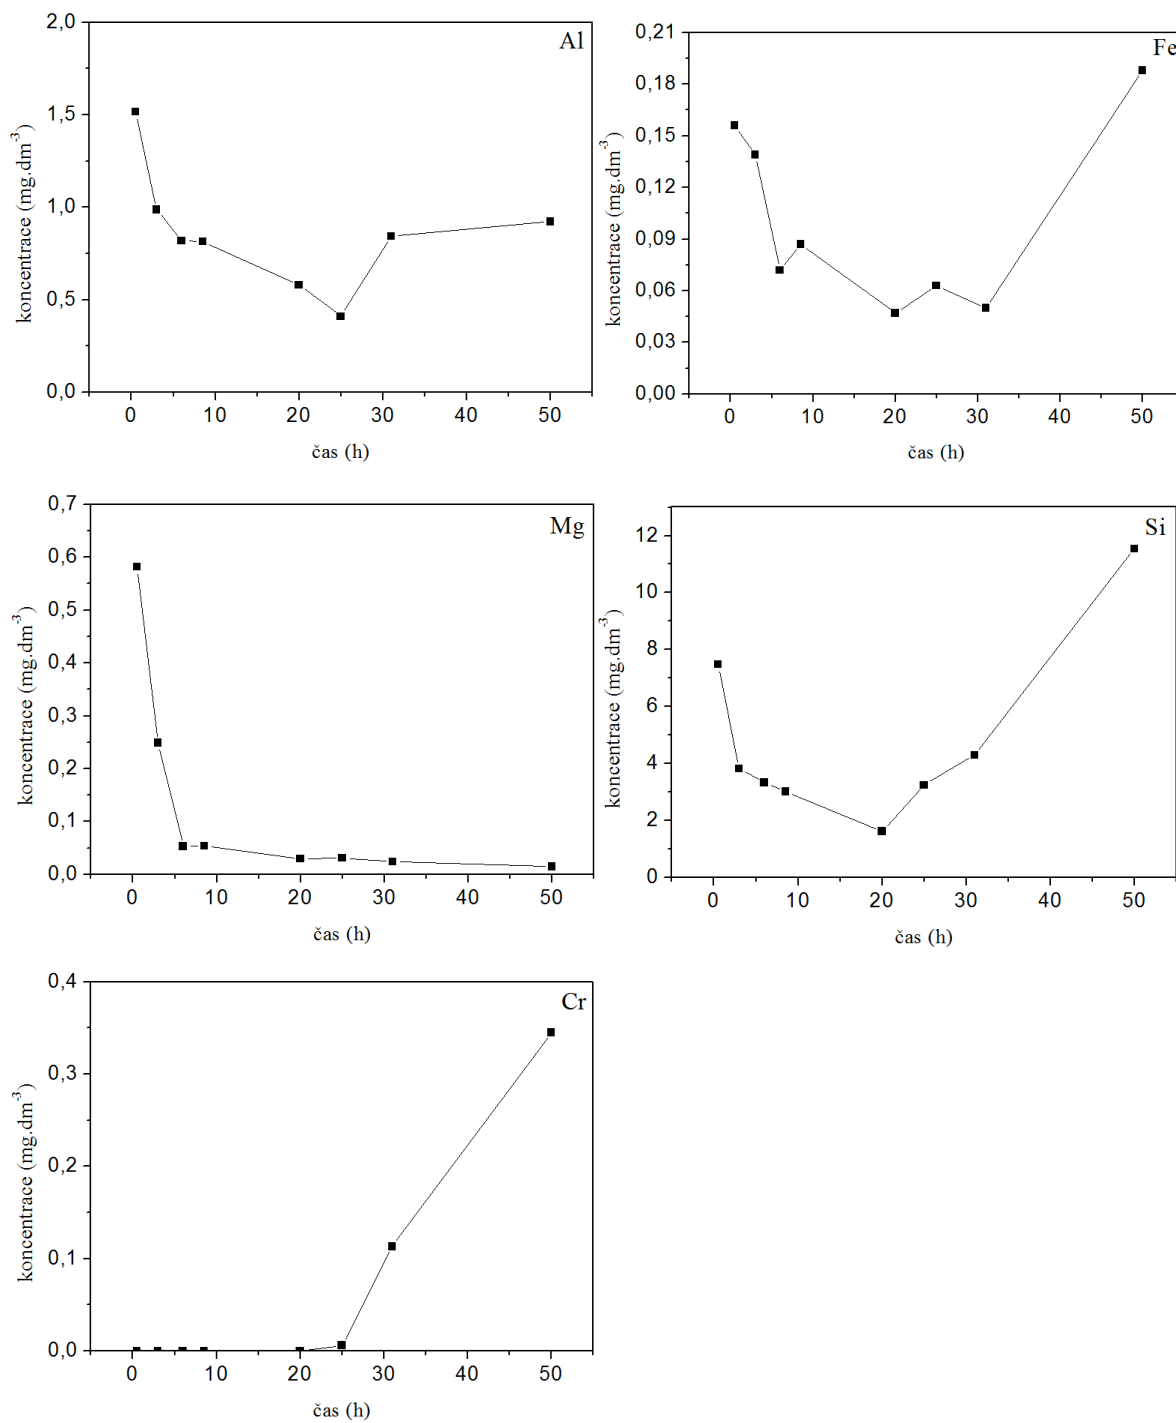 Al
koncentrace (mg.dm⁻³)
2,0
1,5
1,0
0,5
0,0
0 10 20 30 40 50
čas (h)
Fe
koncentrace (mg.dm⁻³)
0,21
0,18
0,15
0,12
0,09
0,06
0,03
0,00
0 10 20 30 40 50
čas (h)
Mg
koncentrace (mg.dm⁻³)
0,7
0,6
0,5
0,4
0,3
0,2
0,1
0,0
0 10 20 30 40 50
čas (h)
Si
koncentrace (mg.dm⁻³)
12
10
8
6
4
2
0
0 10 20 30 40 50
čas (h)
Cr
koncentrace (mg.dm⁻³)
0,4
0,3
0,2
0,1
0,0
0 10 20 30 40 50
čas (h)